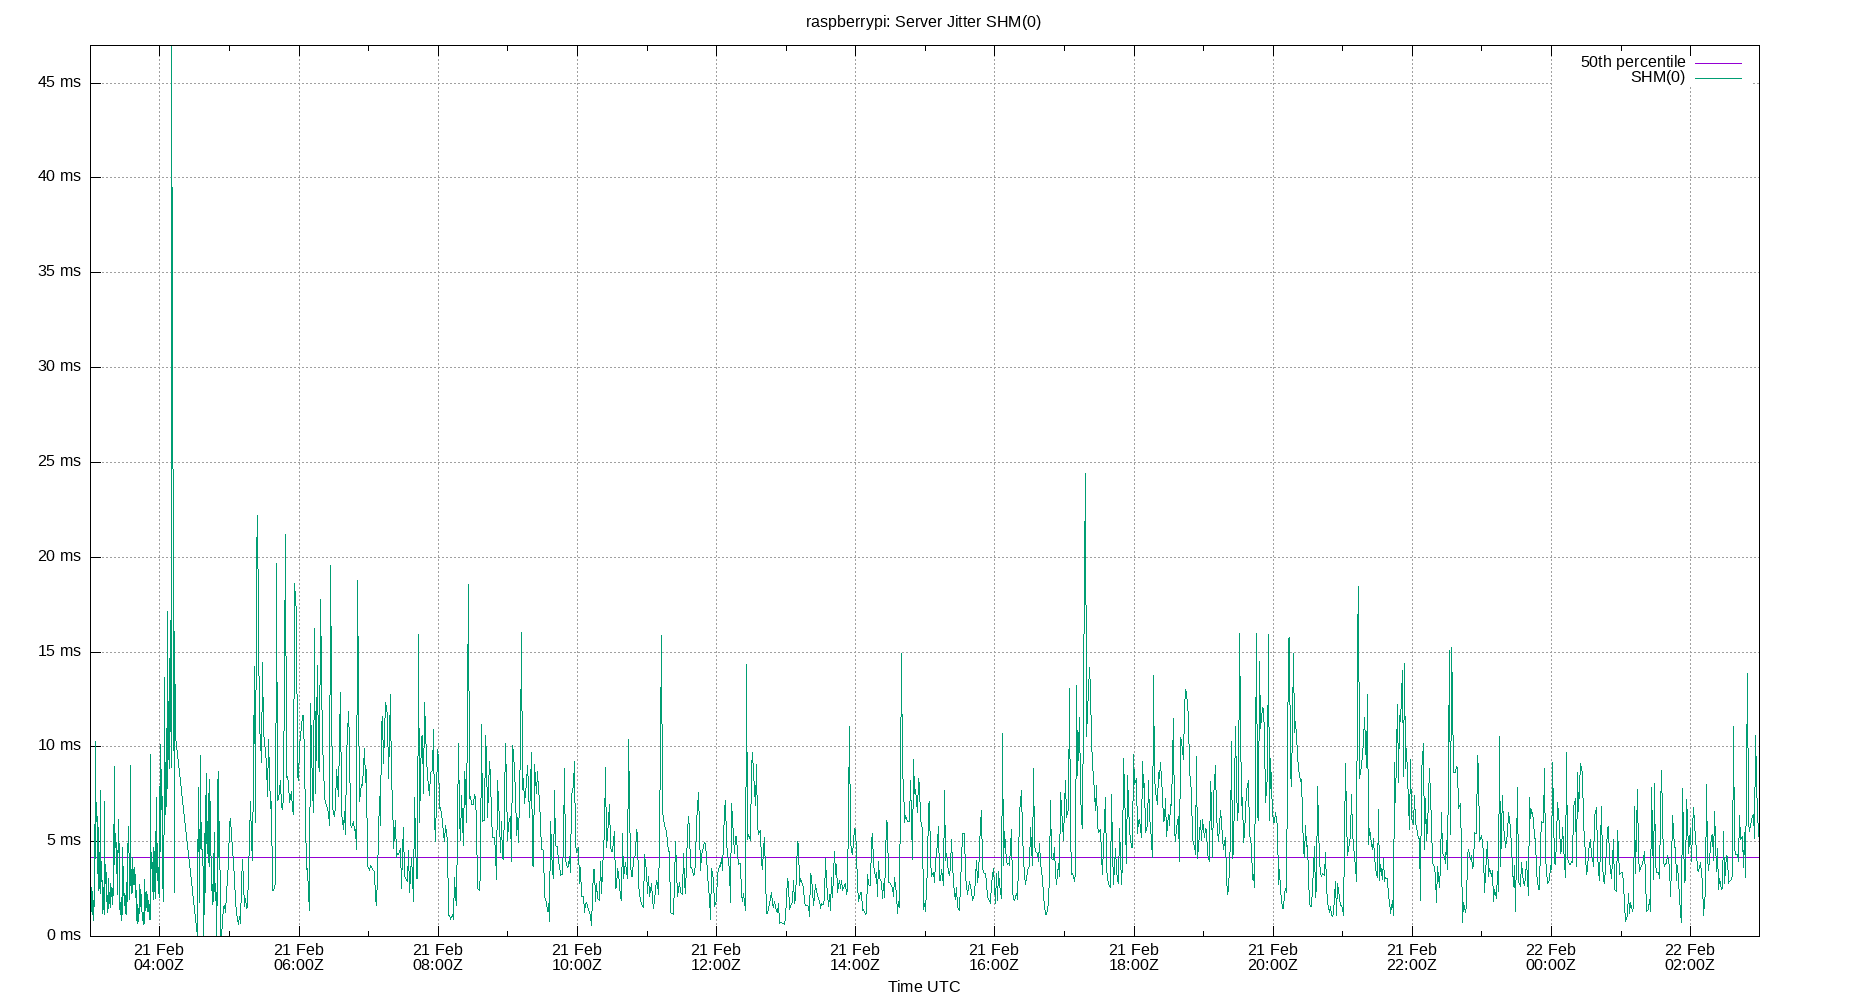 raspberrypi: Server Jitter SHM(0)
50th percentile
SHM(0)
45 ms
40 ms
35 ms
30 ms
25 ms
20 ms
15 ms
10 ms
5 ms
0 ms
21 Feb 21 Feb 21 Feb 21 Feb 21 Feb 21 Feb 21 Feb 21 Feb 21 Feb 21 Feb 22 Feb 22 Feb
04:00Z 06:00Z 08:00Z 10:00Z 12:00Z 14:00Z 16:00Z 18:00Z 20:00Z 22:00Z 00:00Z 02:00Z
Time UTC